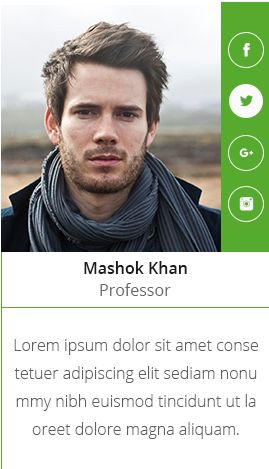 Mashok Khan
Professor
Lorem ipsum dolor sit amet conse
tetuer adipiscing elit sediam nonu
mmy nibh euismod tincidunt ut la
oreet dolore magna aliquam.